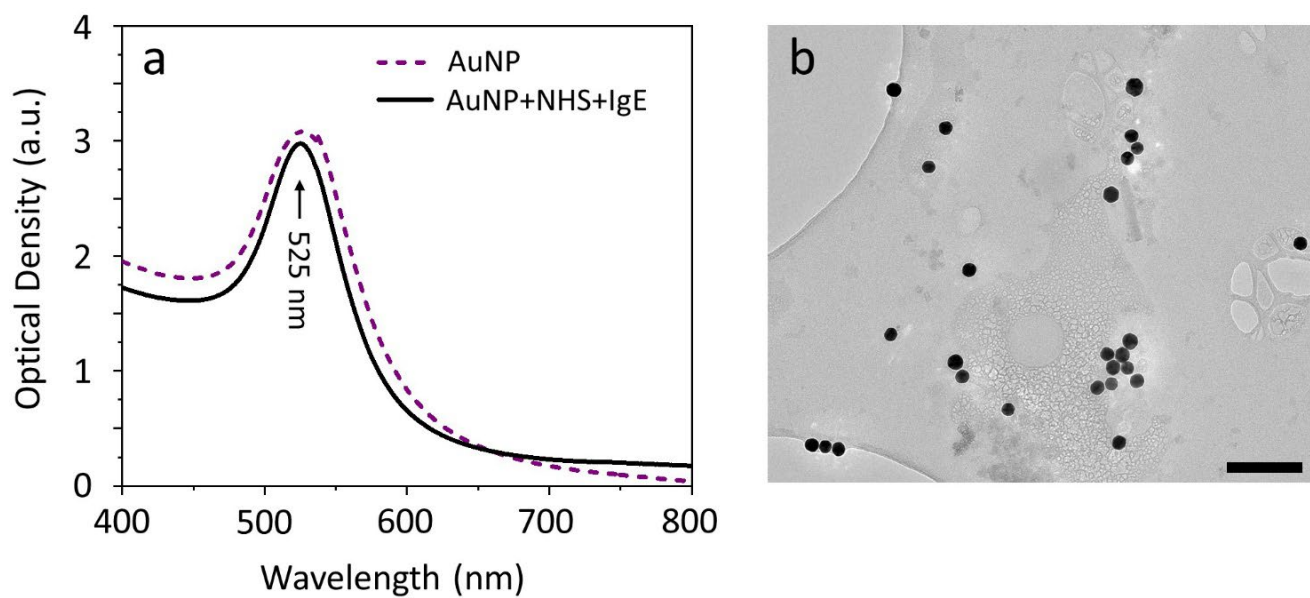 a
AuNP
AuNP+NHS+IgE
525 nm
Optical Density (a.u.)
4
3
2
1
0
400
500
600
700
800
Wavelength (nm)
b